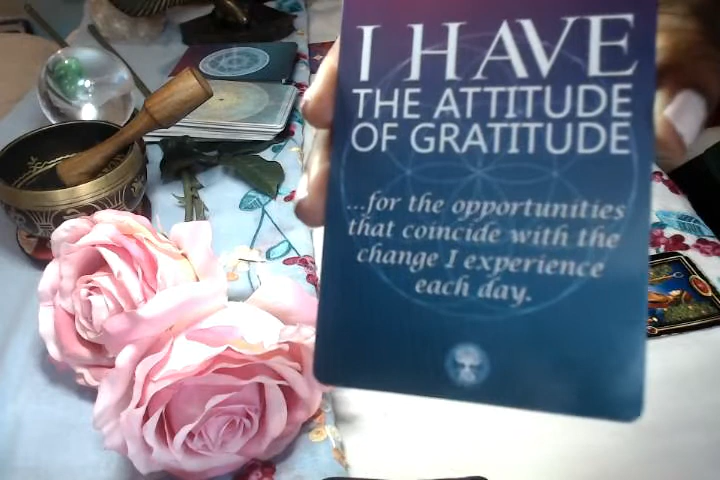 I HAVE
THE ATTITUDE
OF GRATITUDE
...for the opportunities
that coincide with the
change I experience
each day.